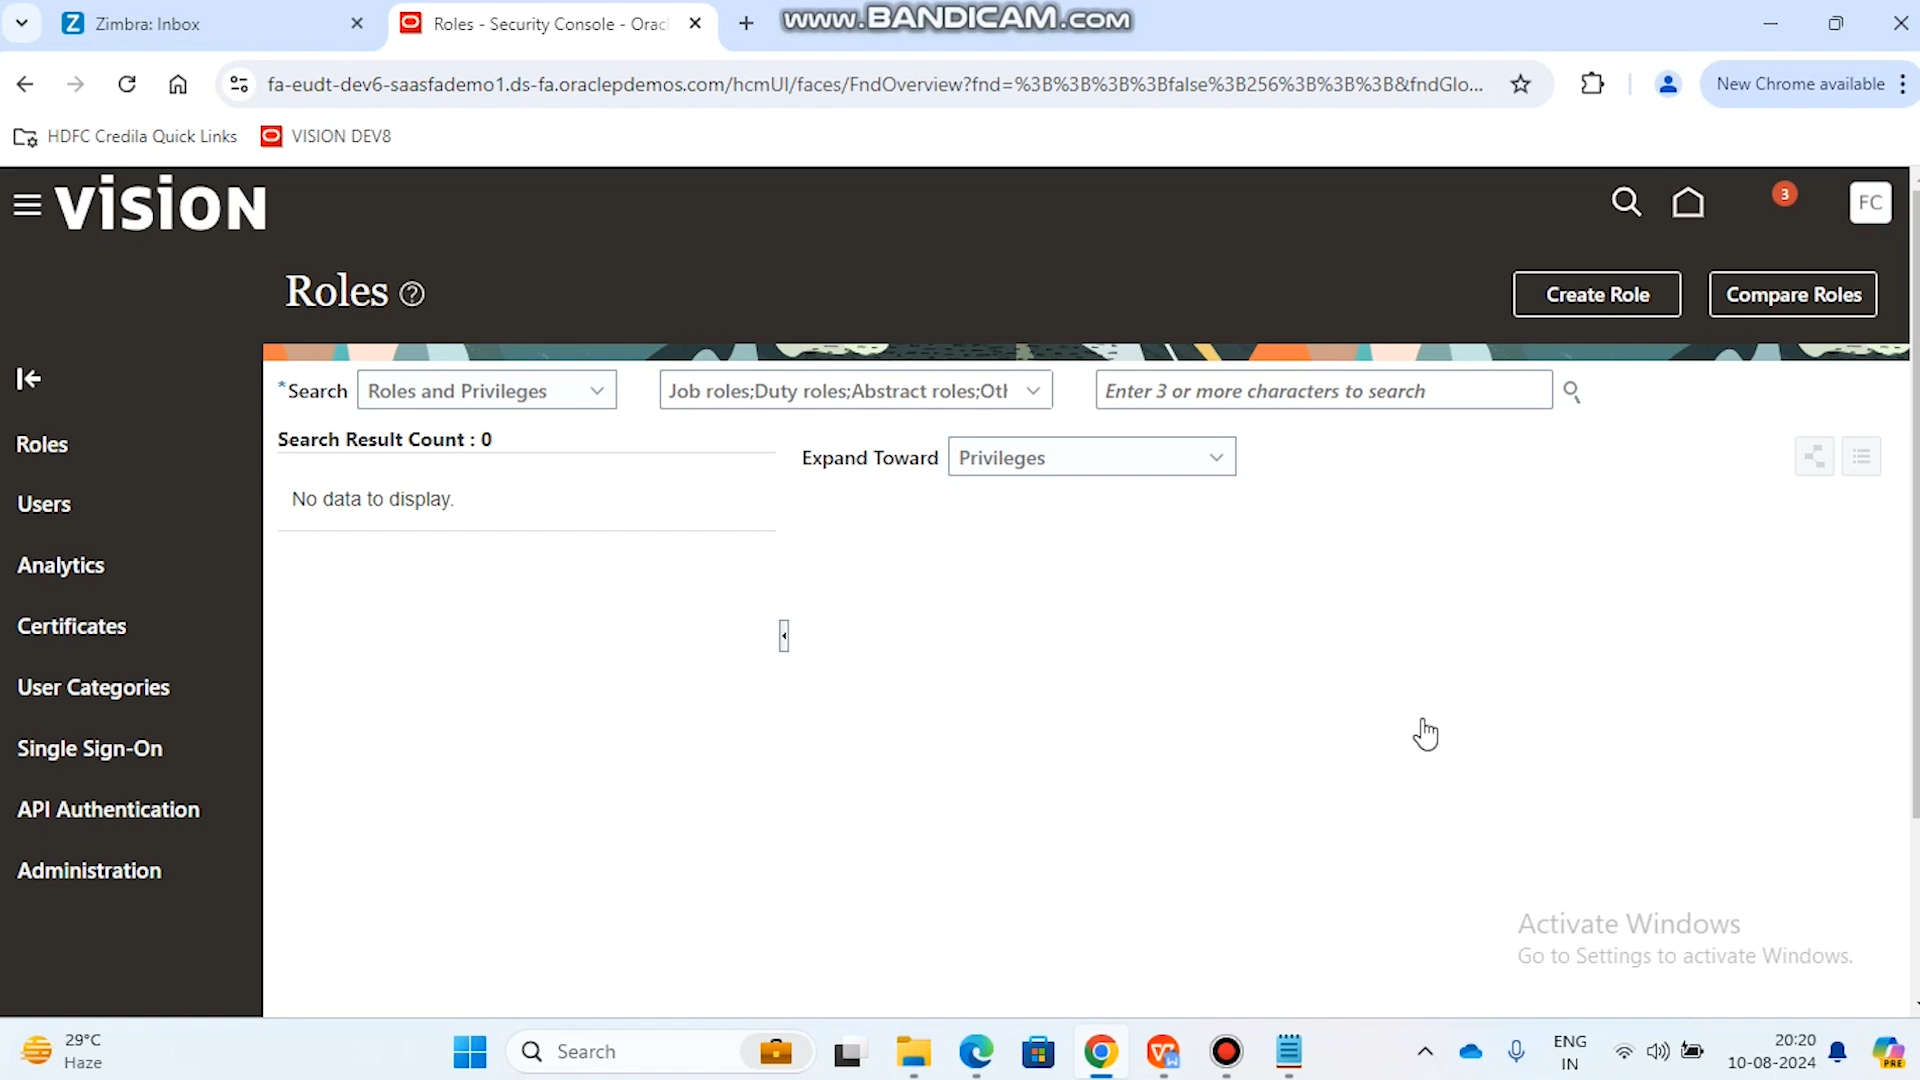 Zimbra: Inbox
Roles - Security Console - Orac
www.BANDICAM.com
fa-eudt-dev6-saasfademo1.ds-fa.oraclepdemos.com/hcmUI/faces/FndOverview?fnd=%3B%3B%3B%3Bfalse%3B256%3B%3B%3B&fndGlo...
New Chrome available
HDFC Credila Quick Links
VISION DEV8
VISION
3
FC
Roles
Create Role
Compare Roles
*Search
Roles and Privileges
Job roles;Duty roles;Abstract roles;Otl
Enter 3 or more characters to search
Search Result Count : 0
Expand Toward
Privileges
No data to display.
Roles
Users
Analytics
Certificates
User Categories
Single Sign-On
API Authentication
Administration
Activate Windows
Go to Settings to activate Windows.
29°C
Haze
Search
ENG
IN
20:20
10-08-2024
PRE